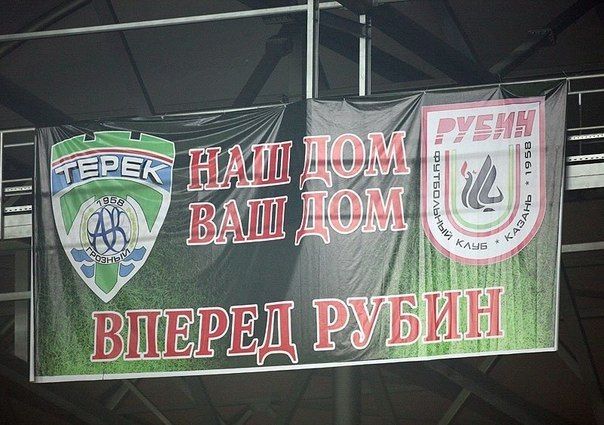 ТЕРЕК
1958
ГРОЗНЫЙ
НАШ ДОМ
ВАШ ДОМ
ВПЕРЕД РУБИН
РУБИН
ФУТБОЛЬНЫЙ КЛУБ * КАЗАНЬ * 1958